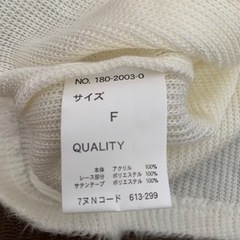 NO. 180-2003-0
サイズ
F
QUALITY
本体 アクリル 100%
レース部分 ポリエステル 100%
サテンテープ ポリエステル 100%
7ヌNコード 613-299